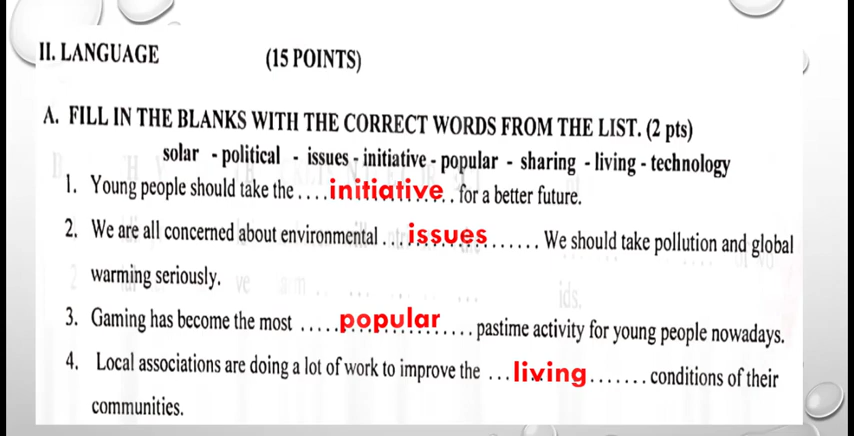 II. LANGUAGE (15 POINTS)
A. FILL IN THE BLANKS WITH THE CORRECT WORDS FROM THE LIST. (2 pts)
solar - political - issues - initiative - popular - sharing - living - technology
1. Young people should take the ....initiative.. for a better future.
2. We are all concerned about environmental ...issues...... We should take pollution and global
warming seriously.
3. Gaming has become the most .....popular.... pastime activity for young people nowadays.
4. Local associations are doing a lot of work to improve the ...living....... conditions of their
communities.